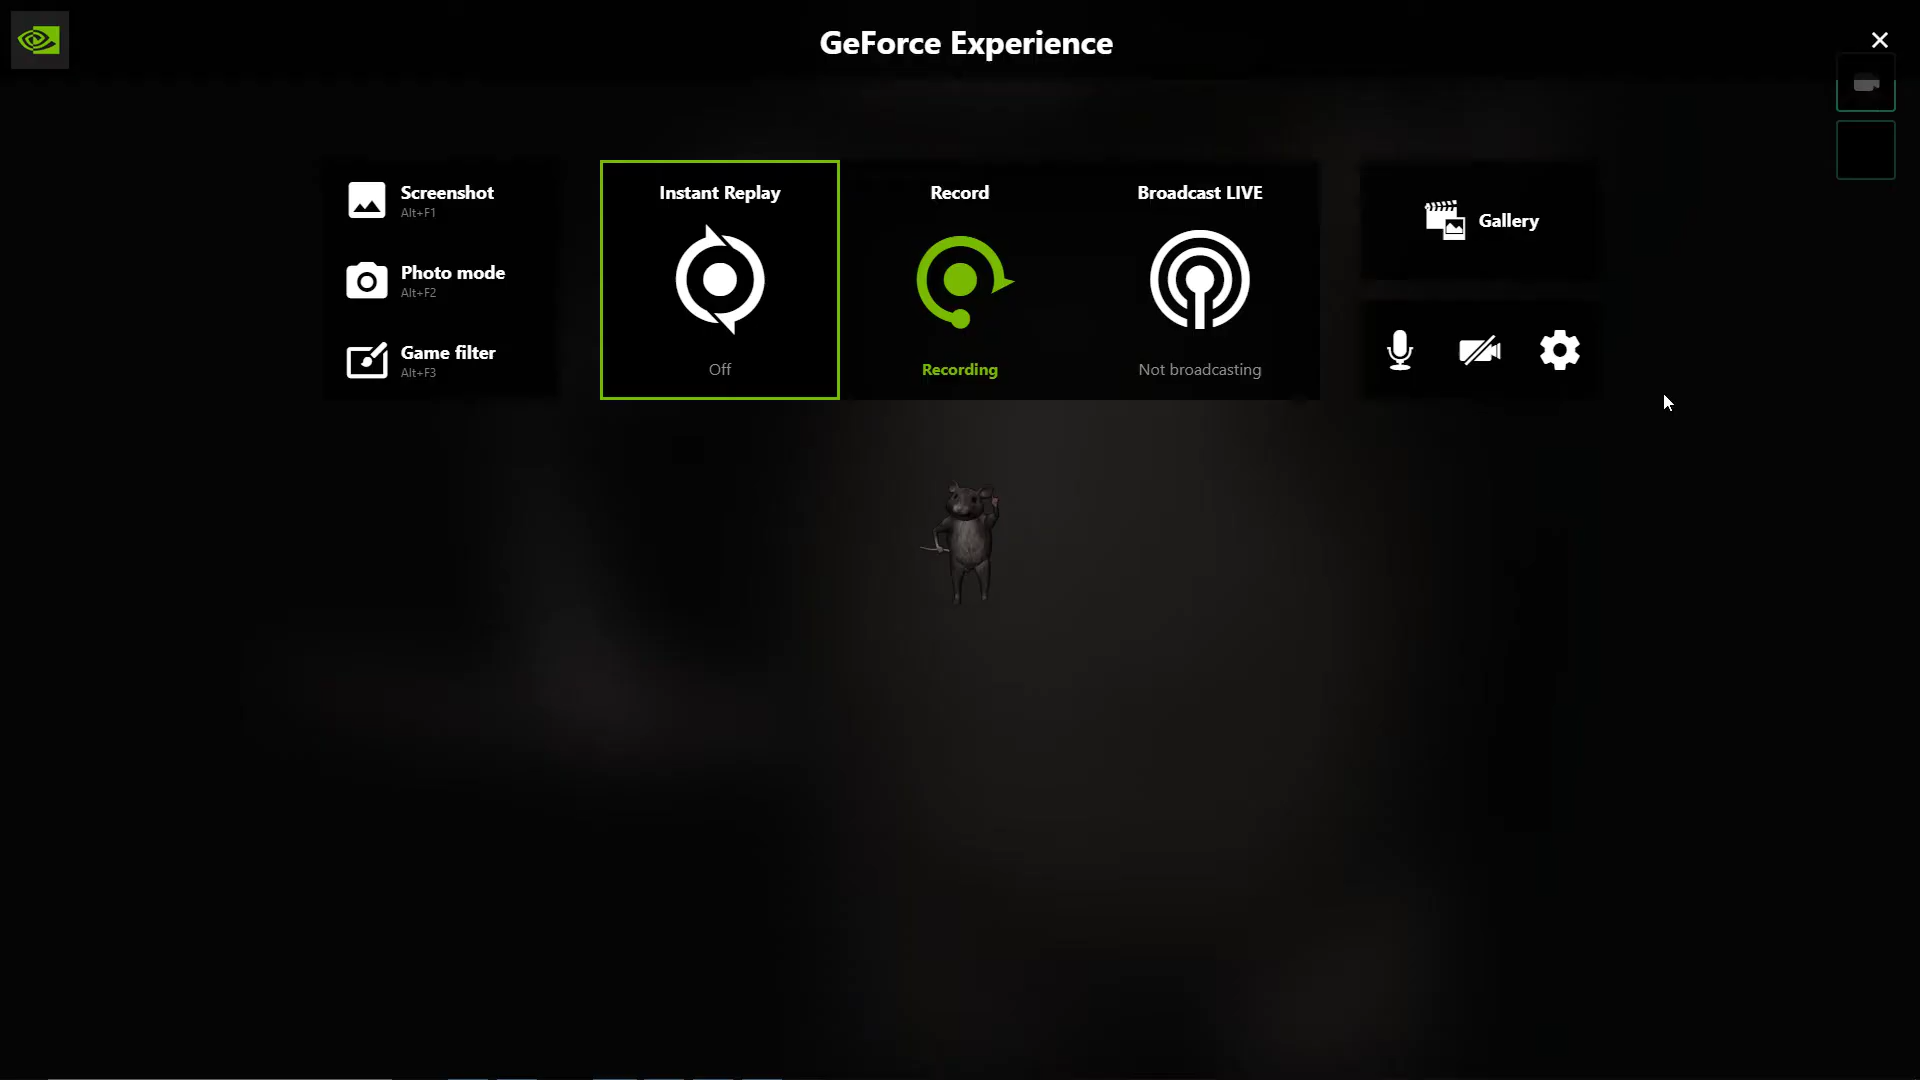 GeForce Experience
Screenshot
Alt+F1
Photo mode
Alt+F2
Game filter
Alt+F3
Instant Replay
Off
Record
Recording
Broadcast LIVE
Not broadcasting
Gallery